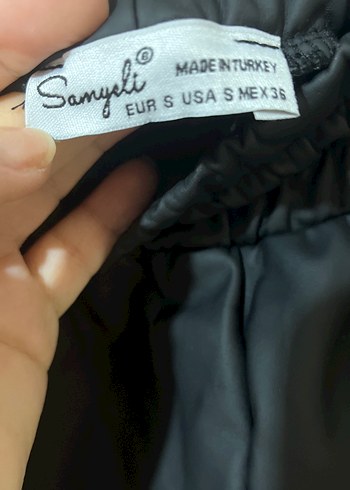 Samyeli ®
MADE IN TURKEY
EUR S USA S MEX 36